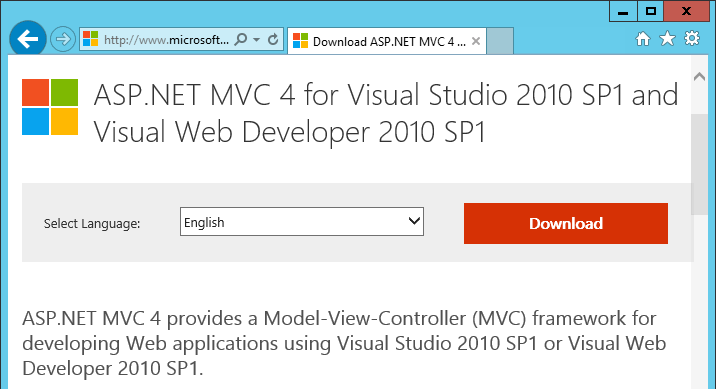 http://www.microsoft...
Download ASP.NET MVC 4 ...
ASP.NET MVC 4 for Visual Studio 2010 SP1 and
Visual Web Developer 2010 SP1
Select Language:
English
Download
ASP.NET MVC 4 provides a Model-View-Controller (MVC) framework for
developing Web applications using Visual Studio 2010 SP1 or Visual Web
Developer 2010 SP1.